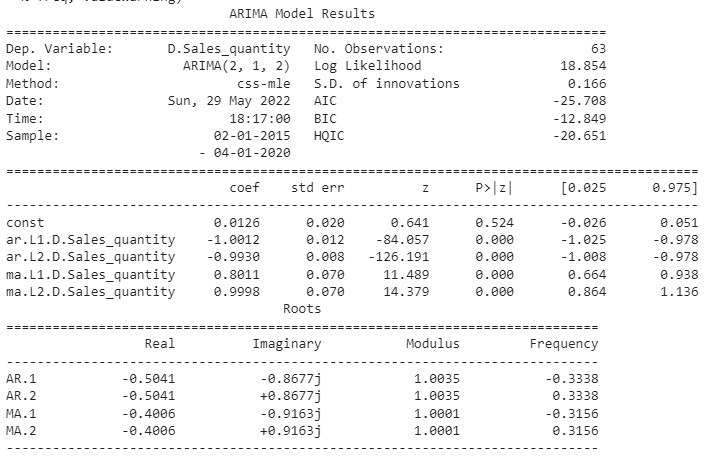 % freq, ValueWarning)
ARIMA Model Results
==============================================================================
Dep. Variable: D.Sales_quantity No. Observations: 63
Model: ARIMA(2, 1, 2) Log Likelihood 18.854
Method: css-mle S.D. of innovations 0.166
Date: Sun, 29 May 2022 AIC -25.708
Time: 18:17:00 BIC -12.849
Sample: 02-01-2015 HQIC -20.651
- 04-01-2020
==========================================================================================
coef std err z P>|z| [0.025 0.975]
------------------------------------------------------------------------------------------
const 0.0126 0.020 0.641 0.524 -0.026 0.051
ar.L1.D.Sales_quantity -1.0012 0.012 -84.057 0.000 -1.025 -0.978
ar.L2.D.Sales_quantity -0.9930 0.008 -126.191 0.000 -1.008 -0.978
ma.L1.D.Sales_quantity 0.8011 0.070 11.489 0.000 0.664 0.938
ma.L2.D.Sales_quantity 0.9998 0.070 14.379 0.000 0.864 1.136
Roots
=============================================================================
Real Imaginary Modulus Frequency
-----------------------------------------------------------------------------
AR.1 -0.5041 -0.8677j 1.0035 -0.3338
AR.2 -0.5041 +0.8677j 1.0035 0.3338
MA.1 -0.4006 -0.9163j 1.0001 -0.3156
MA.2 -0.4006 +0.9163j 1.0001 0.3156
-----------------------------------------------------------------------------